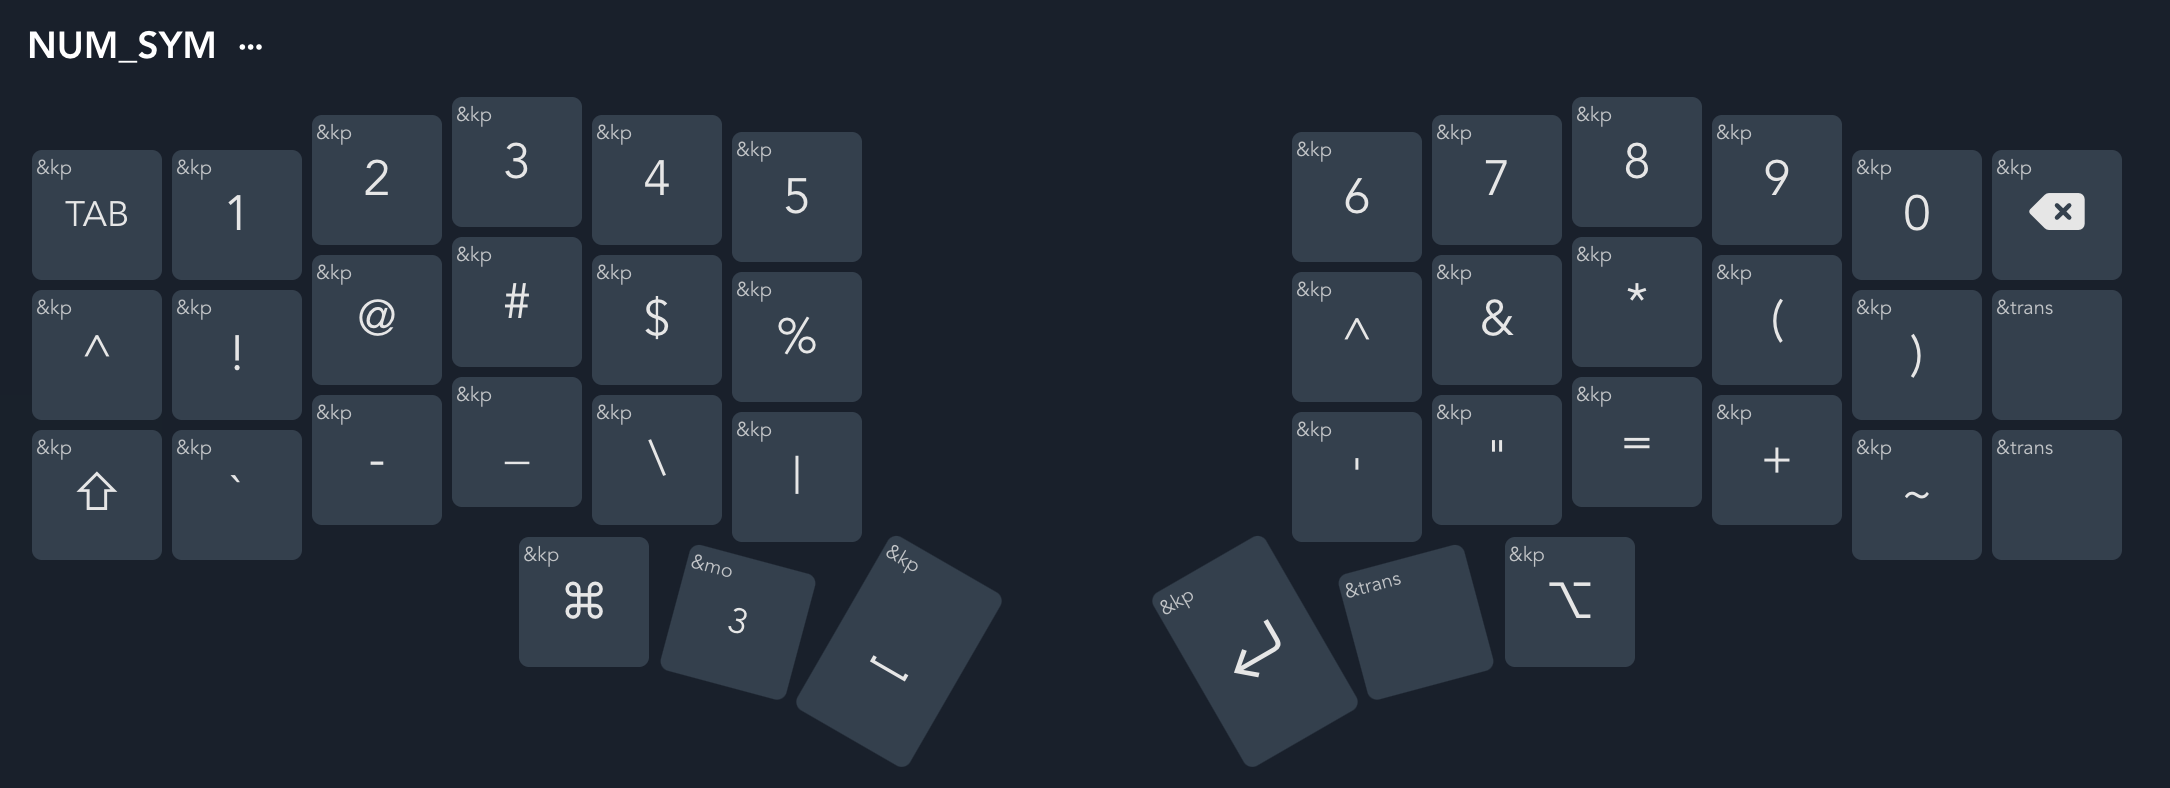 NUM_SYM ...
&kp TAB &kp 1 &kp 2 &kp 3 &kp 4 &kp 5 &kp 6 &kp 7 &kp 8 &kp 9 &kp 0 &kp ⌫
&kp ^ &kp ! &kp @ &kp # &kp $ &kp % &kp ^ &kp & &kp * &kp ( &kp ) &trans
&kp ⇧ &kp ` &kp - &kp _ &kp \ &kp | &kp ' &kp " &kp = &kp + &kp ~ &trans
&kp ⌘ &mo 3 &kp ⎵ &kp ⏎ &trans &kp ⌥